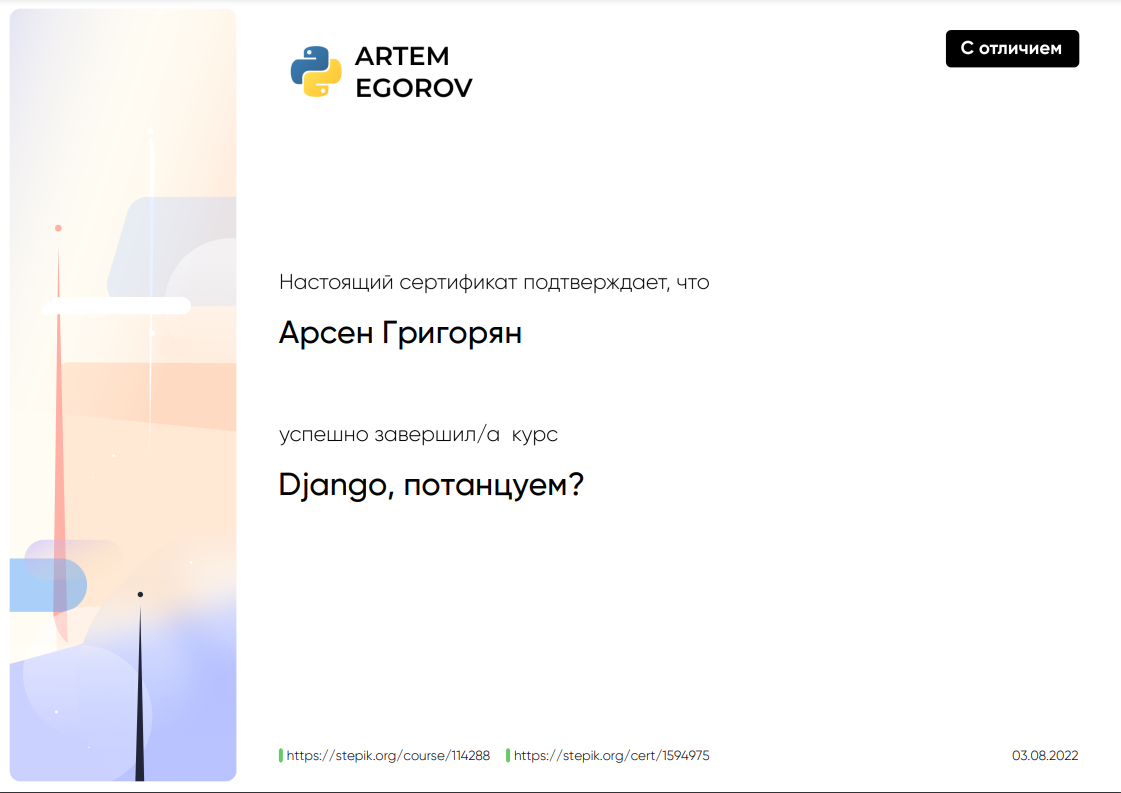 ARTEM
EGOROV
С отличием
Настоящий сертификат подтверждает, что
Арсен Григорян
успешно завершил/а курс
Django, потанцуем?
https://stepik.org/course/114288
https://stepik.org/cert/1594975
03.08.2022